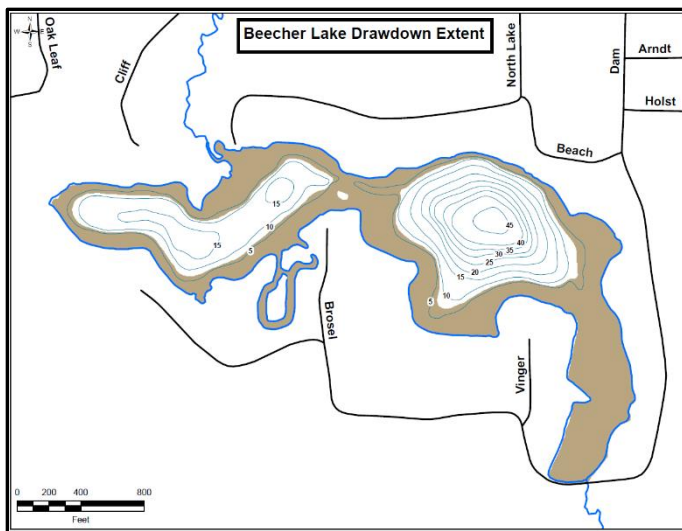 Beecher Lake Drawdown Extent
N
W E
S
Oak Leaf
Cliff
North Lake
Dam
Arndt
Holst
Beach
15
10
15
5
45
40
35
30
25
20
15
10
5
Brosel
Vinger
0 200 400 800
Feet